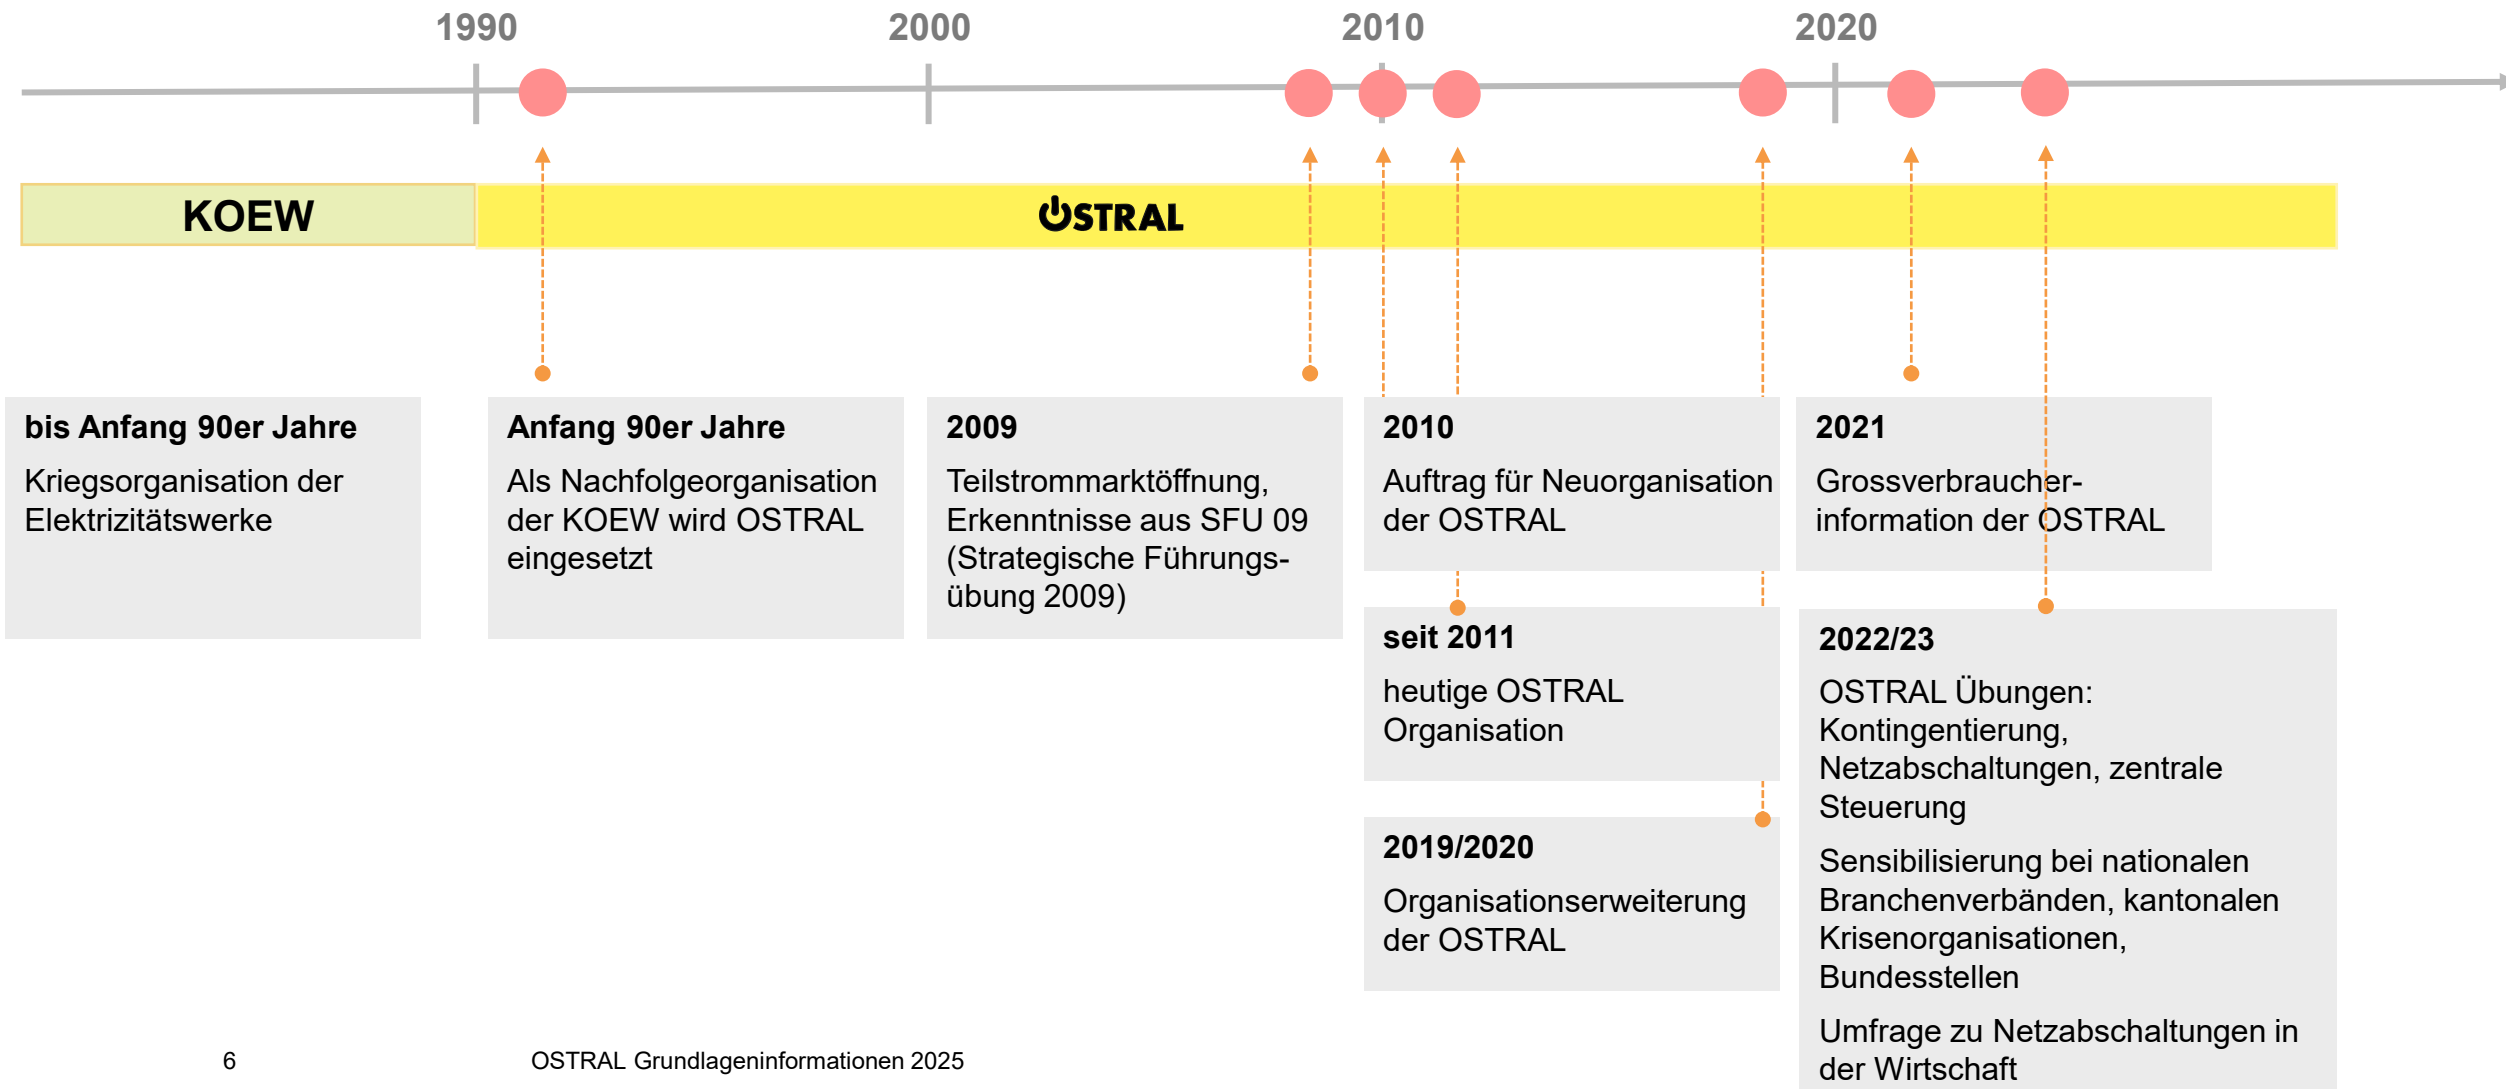 1990
2000
2010
2020
KOEW
OSTRAL
bis Anfang 90er Jahre
Kriegsorganisation der
Elektrizitätswerke
Anfang 90er Jahre
Als Nachfolgeorganisation
der KOEW wird OSTRAL
eingesetzt
2009
Teilstrommarktöffnung,
Erkenntnisse aus SFU 09
(Strategische Führungs-
übung 2009)
2010
Auftrag für Neuorganisation
der OSTRAL
seit 2011
heutige OSTRAL
Organisation
2019/2020
Organisationserweiterung
der OSTRAL
2021
Grossverbraucher-
information der OSTRAL
2022/23
OSTRAL Übungen:
Kontingentierung,
Netzabschaltungen, zentrale
Steuerung
Sensibilisierung bei nationalen
Branchenverbänden, kantonalen
Krisenorganisationen,
Bundesstellen
Umfrage zu Netzabschaltungen in
der Wirtschaft
6
OSTRAL Grundlageninformationen 2025